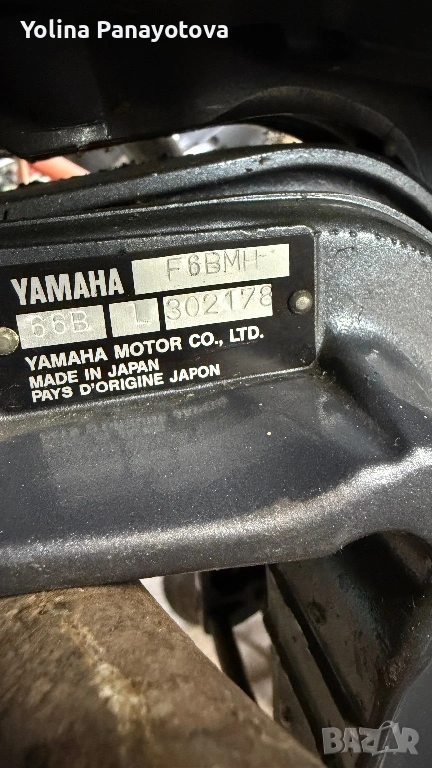 Yolina Panayotova
YAMAHA F6BMH
66B L 302178
YAMAHA MOTOR CO., LTD.
MADE IN JAPAN
PAYS D'ORIGINE JAPON
BAZAR